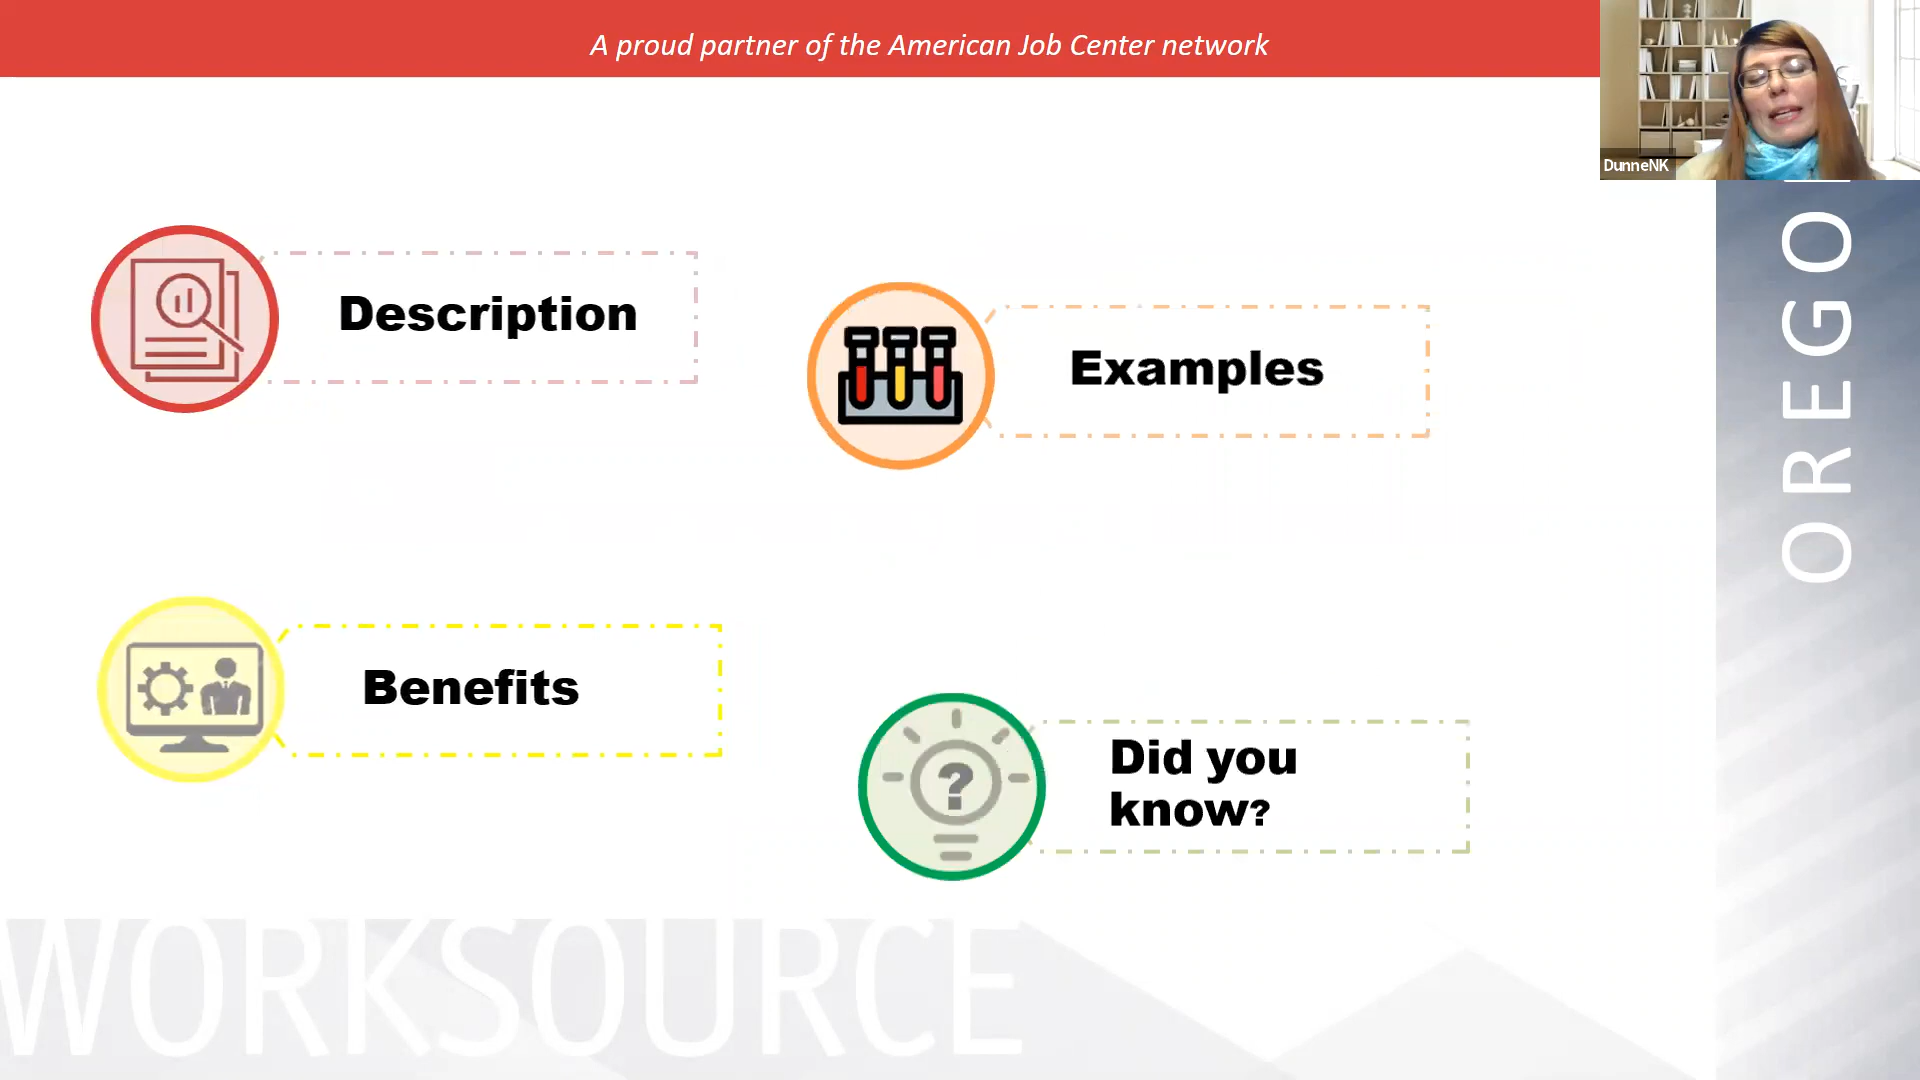 A proud partner of the American Job Center network
DunneNK
Description
Examples
Benefits
?
Did you
know?
WORKSOURCE
OREGO